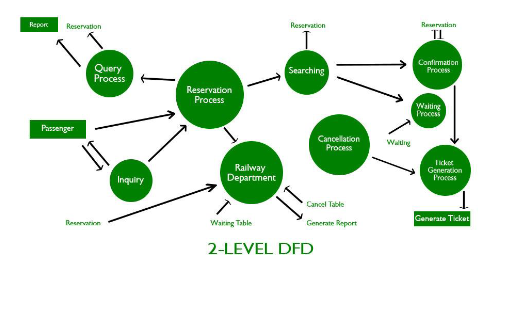 Report
Reservation
Reservation
Reservation
Query
Process
Searching
Confirmation
Process
Reservation
Process
Waiting
Process
Passenger
Cancellation
Process
Waiting
Inquiry
Railway
Department
Ticket
Generation
Process
Cancel Table
Reservation
Waiting Table
Generate Report
Generate Ticket
2-LEVEL DFD